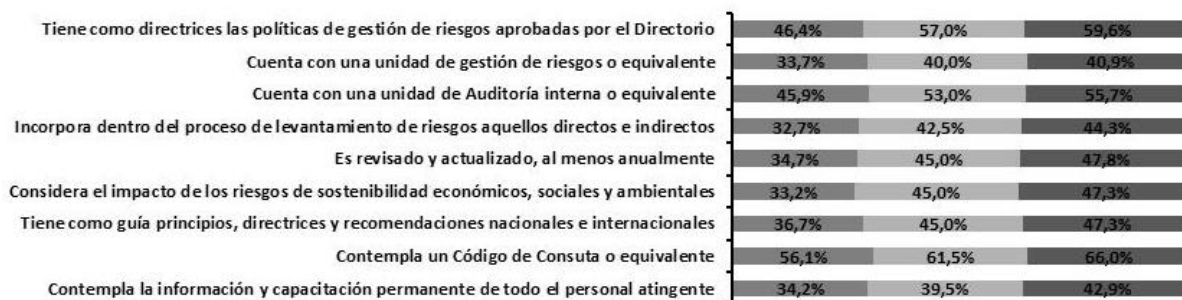 Tiene como directrices las políticas de gestión de riesgos aprobadas por el Directorio 46,4% 57,0% 59,6%
Cuenta con una unidad de gestión de riesgos o equivalente 33,7% 40,0% 40,9%
Cuenta con una unidad de Auditoría interna o equivalente 45,9% 53,0% 55,7%
Incorpora dentro del proceso de levantamiento de riesgos aquellos directos e indirectos 32,7% 42,5% 44,3%
Es revisado y actualizado, al menos anualmente 34,7% 45,0% 47,8%
Considera el impacto de los riesgos de sostenibilidad económicos, sociales y ambientales 33,2% 45,0% 47,3%
Tiene como guía principios, directrices y recomendaciones nacionales e internacionales 36,7% 45,0% 47,3%
Contempla un Código de Consuta o equivalente 56,1% 61,5% 66,0%
Contempla la información y capacitación permanente de todo el personal atingente 34,2% 39,5% 42,9%